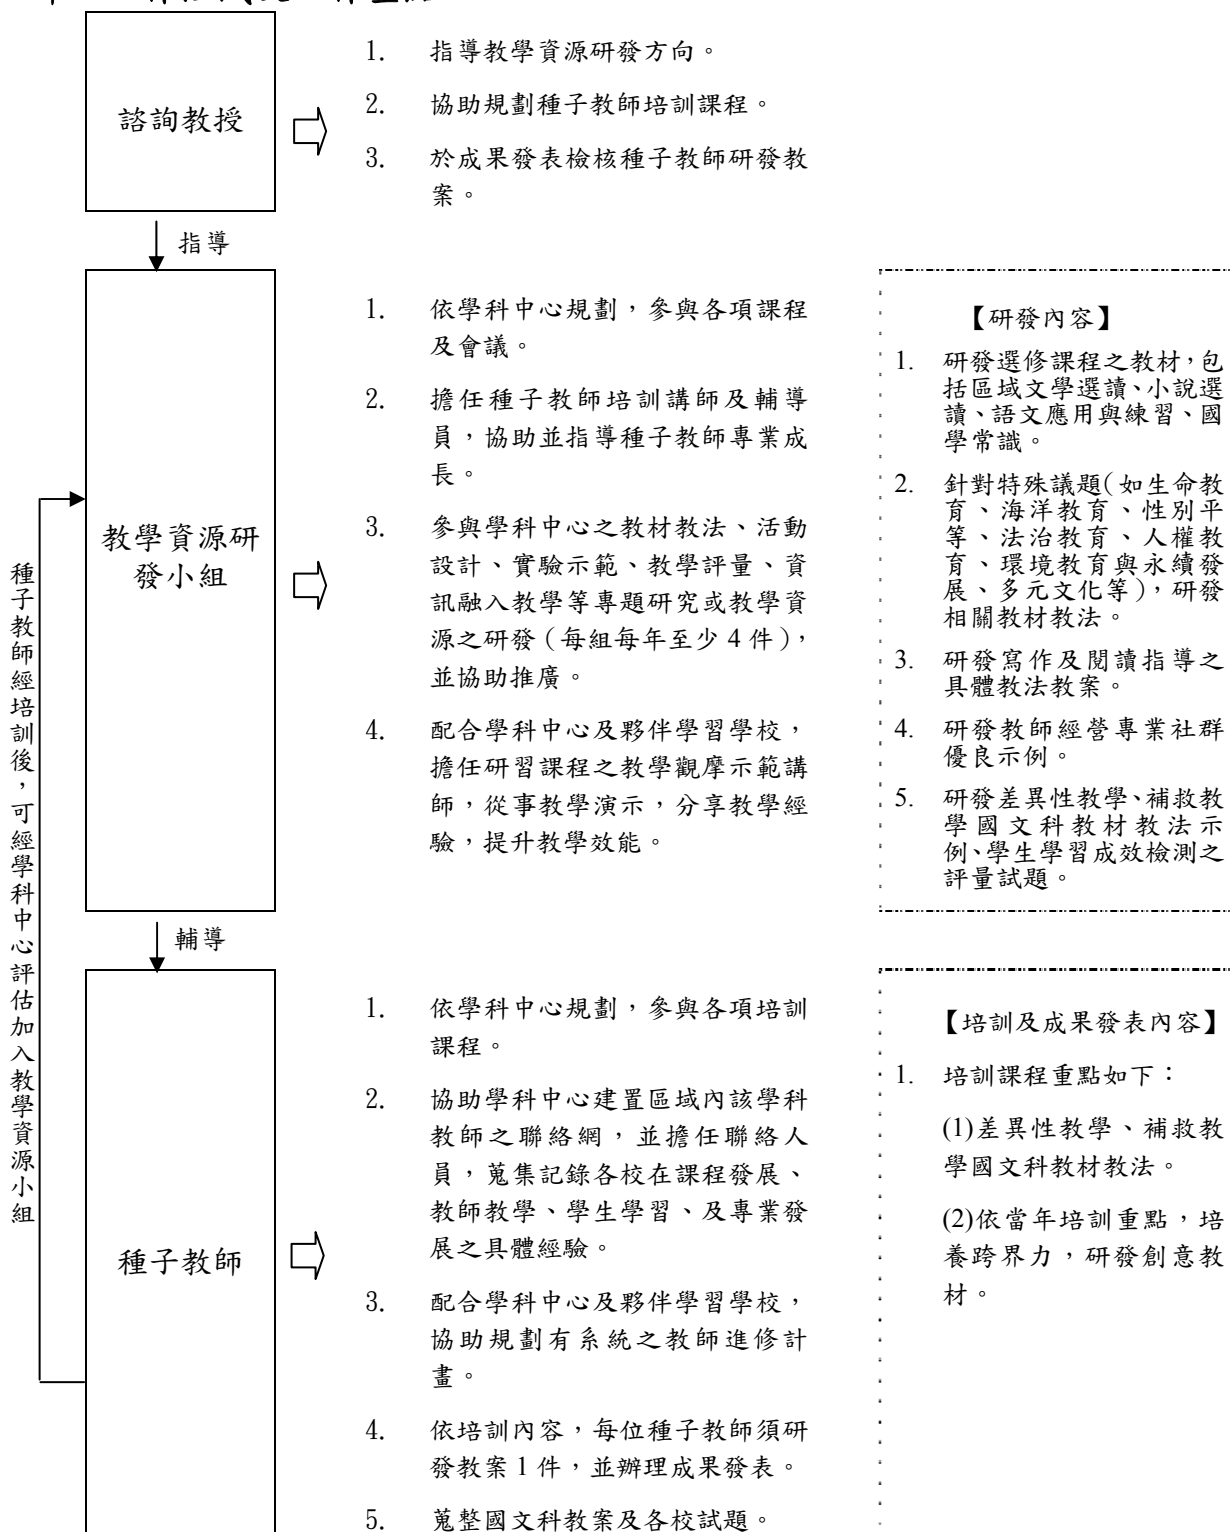 諮詢教授
1. 指導教學資源研發方向。
2. 協助規劃種子教師培訓課程。
3. 於成果發表檢核種子教師研發教
案。
指導
教學資源研
發小組
1. 依學科中心規劃，參與各項課程
及會議。
2. 擔任種子教師培訓講師及輔導
員，協助並指導種子教師專業成
長。
3. 參與學科中心之教材教法、活動
設計、實驗示範、教學評量、資
訊融入教學等專題研究或教學資
源之研發（每組每年至少 4 件），
並協助推廣。
4. 配合學科中心及夥伴學習學校，
擔任研習課程之教學觀摩示範講
師，從事教學演示，分享教學經
驗，提升教學效能。
【研發內容】
1. 研發選修課程之教材，包
括區域文學選讀、小說選
讀、語文應用與練習、國
學常識。
2. 針對特殊議題（如生命教
育、海洋教育、性別平
等、法治教育、人權教
育、環境教育與永續發
展、多元文化等），研發
相關教材教法。
3. 研發寫作及閱讀指導之
具體教法教案。
4. 研發教師經營專業社群
優良示例。
5. 研發差異性教學、補救教
學國文科教材教法示
例、學生學習成效檢測之
評量試題。
種子教師經培訓後，可經學科中心評估加入教學資源小組
輔導
種子教師
1. 依學科中心規劃，參與各項培訓
課程。
2. 協助學科中心建置區域內該學科
教師之聯絡網，並擔任聯絡人
員，蒐集記錄各校在課程發展、
教師教學、學生學習、及專業發
展之具體經驗。
3. 配合學科中心及夥伴學習學校，
協助規劃有系統之教師進修計
畫。
4. 依培訓內容，每位種子教師須研
發教案 1 件，並辦理成果發表。
5. 蒐整國文科教案及各校試題。
【培訓及成果發表內容】
1. 培訓課程重點如下：
(1)差異性教學、補救教
學國文科教材教法。
(2)依當年培訓重點，培
養跨界力，研發創意教
材。